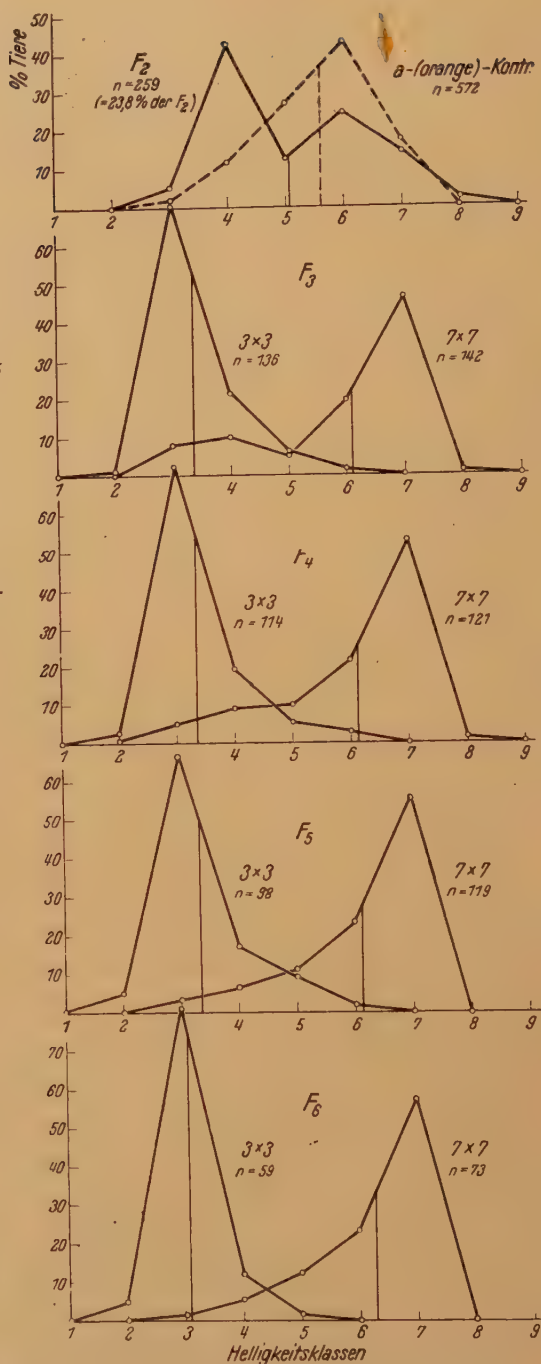 % Tiere
50
40
30
20
10
F2
n=259
(=23,8% der F2)
a-(orange)-Kontr.
n=572
1 2 3 4 5 6 7 8 9
60
50
40
30
20
10
F3
3×3
n=136
7×7
n=142
1 2 3 4 5 6 7 8 9
60
50
40
30
20
10
F4
3×3
n=114
7×7
n=121
1 2 3 4 5 6 7 8 9
60
50
40
30
20
10
F5
3×3
n=98
7×7
n=119
1 2 3 4 5 6 7 8 9
70
60
50
40
30
20
10
F6
3×3
n=59
7×7
n=73
1 2 3 4 5 6 7 8 9
Helligkeitsklassen